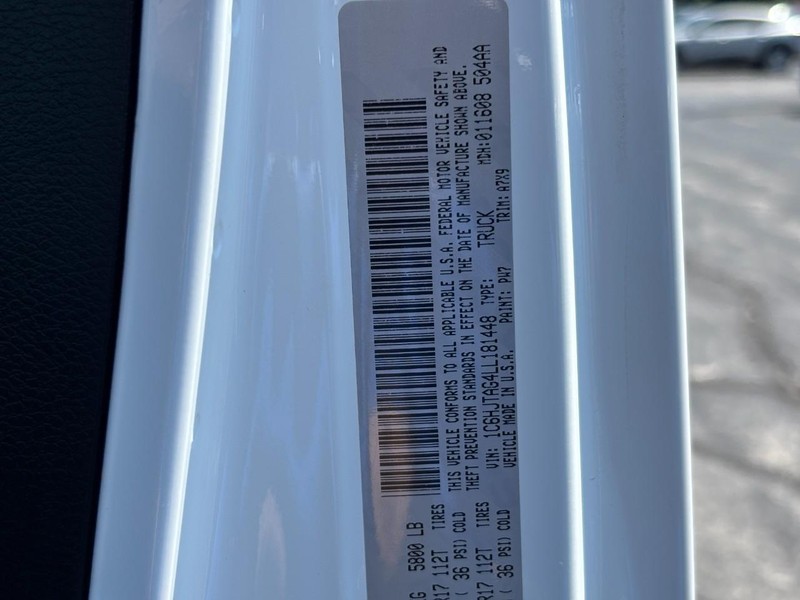 G 5800 LB
R17 112T TIRES
( 36 PSI) COLD
THIS VEHICLE CONFORMS TO ALL APPLICABLE U.S.A. FEDERAL MOTOR VEHICLE SAFETY AND
THEFT PREVENTION STANDARDS IN EFFECT ON THE DATE OF MANUFACTURE SHOWN ABOVE.
VIN: 1C6HJTAG4LL181448 TYPE: TRUCK MDH:011608 504AA
VEHICLE MADE IN U.S.A. PAINT: PW7 TRIM: A7X9
R17 112T TIRES
( 36 PSI) COLD